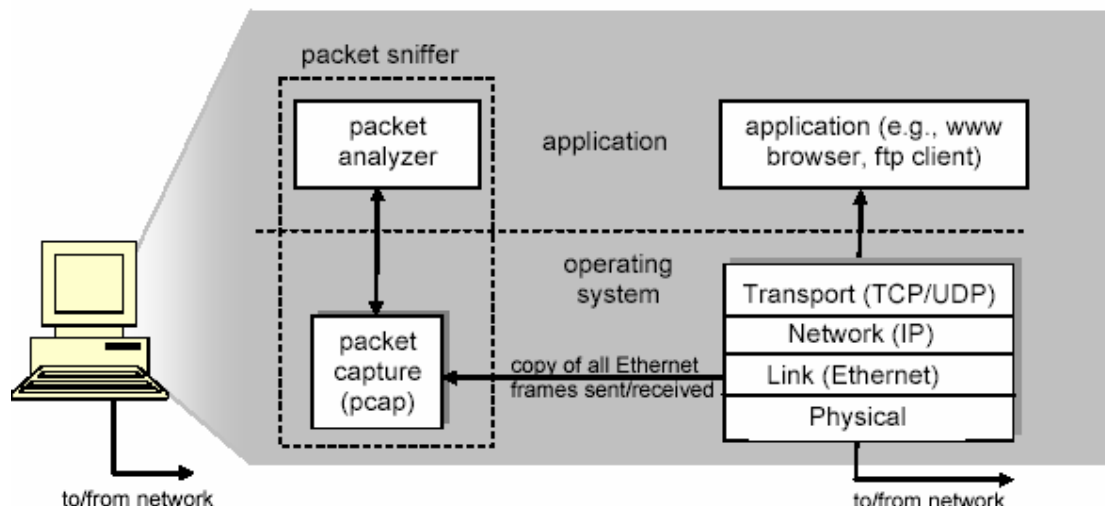 packet sniffer
packet
analyzer
application
application (e.g., www
browser, ftp client)
operating
system
packet
capture
(pcap)
copy of all Ethernet
frames sent/received
Transport (TCP/UDP)
Network (IP)
Link (Ethernet)
Physical
to/from network
to/from network